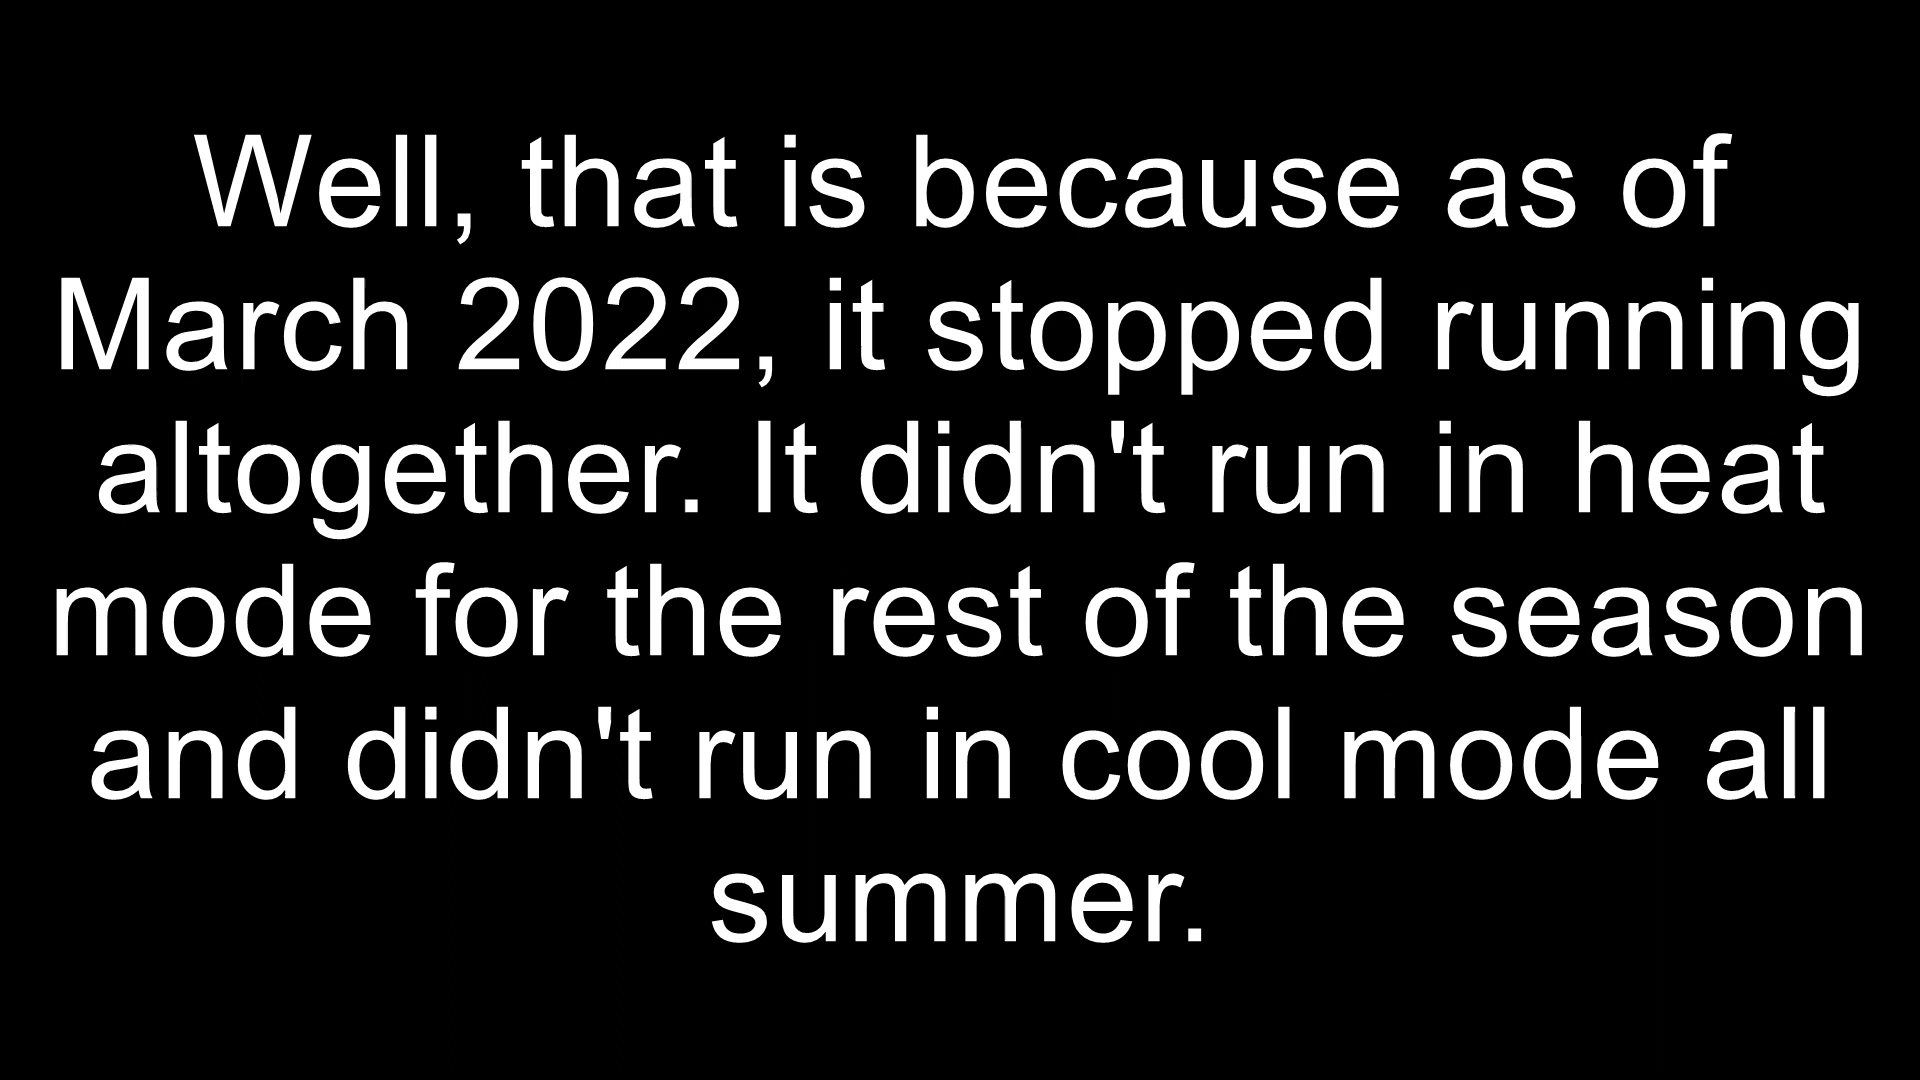 Well, that is because as of
March 2022, it stopped running
altogether. It didn't run in heat
mode for the rest of the season
and didn't run in cool mode all
summer.